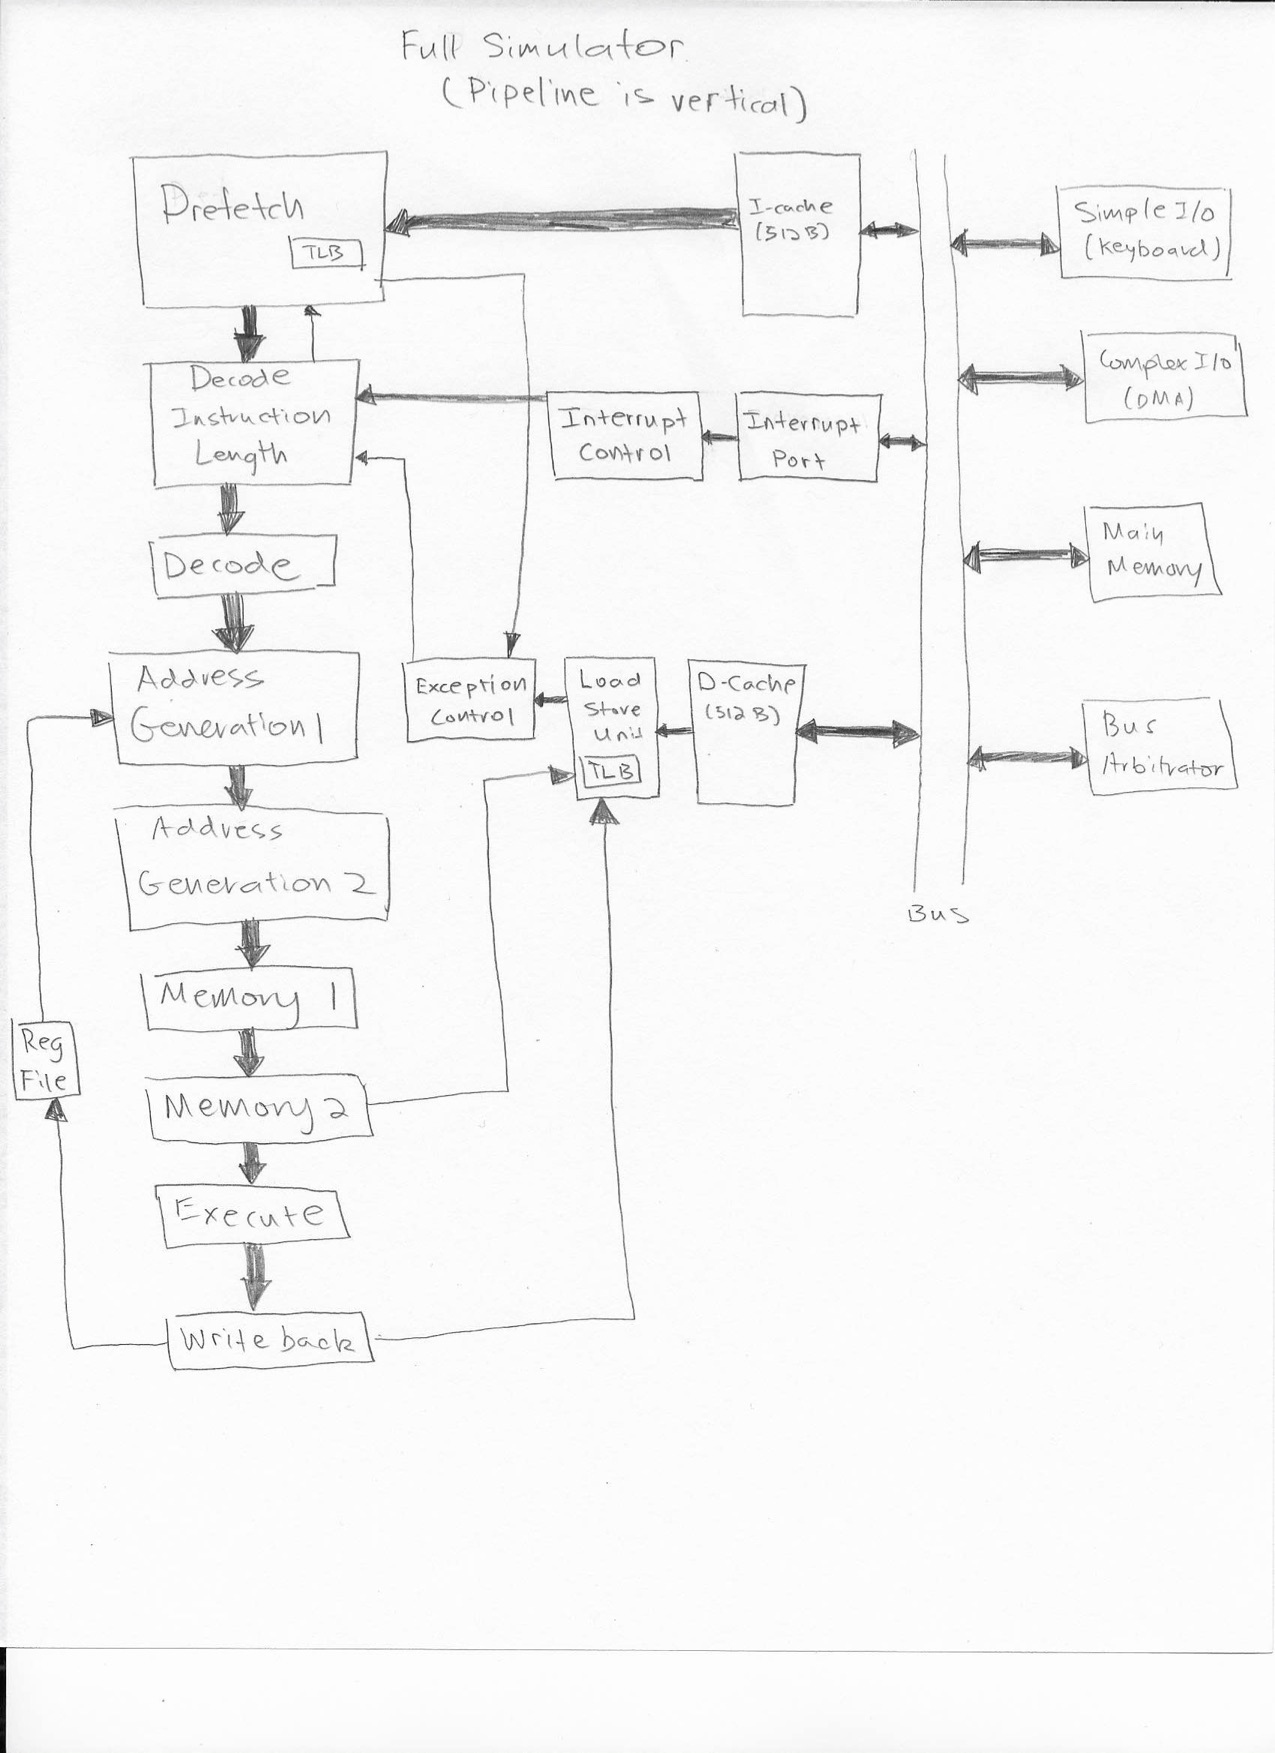 Full Simulator
(Pipeline is vertical)
Prefetch
TLB
I-cache
(512B)
Simple I/O
(Keyboard)
Decode
Instruction
Length
Interrupt
Control
Interrupt
Port
Complex I/O
(DMA)
Decode
Main
Memory
Address
Generation 1
Exception
Control
Load
Store
Unit
TLB
D-Cache
(512 B)
Bus
Arbitrator
Address
Generation 2
Bus
Memory 1
Reg
File
Memory 2
Execute
Write back